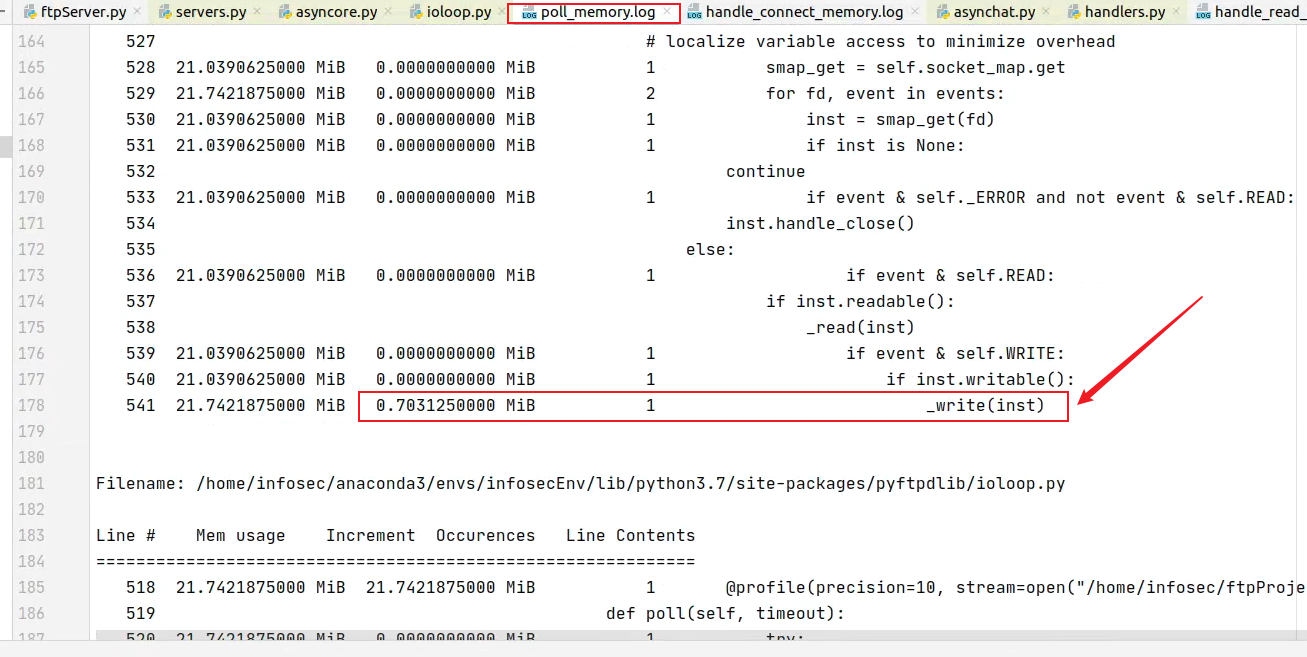 ftpServer.py servers.py asyncore.py ioloop.py poll_memory.log handle_connect_memory.log asynchat.py handlers.py handle_read_
164 527 # localize variable access to minimize overhead
165 528 21.0390625000 MiB 0.0000000000 MiB 1 smap_get = self.socket_map.get
166 529 21.7421875000 MiB 0.0000000000 MiB 2 for fd, event in events:
167 530 21.0390625000 MiB 0.0000000000 MiB 1 inst = smap_get(fd)
168 531 21.0390625000 MiB 0.0000000000 MiB 1 if inst is None:
169 532 continue
170 533 21.0390625000 MiB 0.0000000000 MiB 1 if event & self._ERROR and not event & self.READ:
171 534 inst.handle_close()
172 535 else:
173 536 21.0390625000 MiB 0.0000000000 MiB 1 if event & self.READ:
174 537 if inst.readable():
175 538 _read(inst)
176 539 21.0390625000 MiB 0.0000000000 MiB 1 if event & self.WRITE:
177 540 21.0390625000 MiB 0.0000000000 MiB 1 if inst.writable():
178 541 21.7421875000 MiB 0.7031250000 MiB 1 _write(inst)
179
180
181 Filename: /home/infosec/anaconda3/envs/infosecEnv/lib/python3.7/site-packages/pyftpdlib/ioloop.py
182
183 Line # Mem usage Increment Occurences Line Contents
184 ============================================================
185 518 21.7421875000 MiB 21.7421875000 MiB 1 @profile(precision=10, stream=open("/home/infosec/ftpProje
186 519 def poll(self, timeout):
187 520 21.7421875000 MiB 0.0000000000 MiB 1 try: